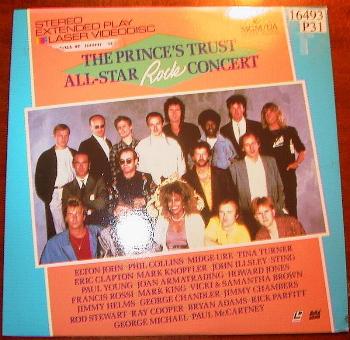 STEREO
EXTENDED PLAY
LASER VIDEODISC
MGM/UA
16493
P31
THE PRINCE'S TRUST
ALL-STAR Rock CONCERT
ELTON JOHN PHIL COLLINS MIDGE URE TINA TURNER
ERIC CLAPTON MARK KNOPFLER JOHN ILLSLEY STING
PAUL YOUNG JOAN ARMATRADING HOWARD JONES
FRANCIS ROSSI MARK KING VICKI & SAMANTHA BROWN
JIMMY HELMS GEORGE CHANDLER JIMMY CHAMBERS
ROD STEWART RAY COOPER BRYAN ADAMS RICK PARFITT
GEORGE MICHAEL PAUL McCARTNEY